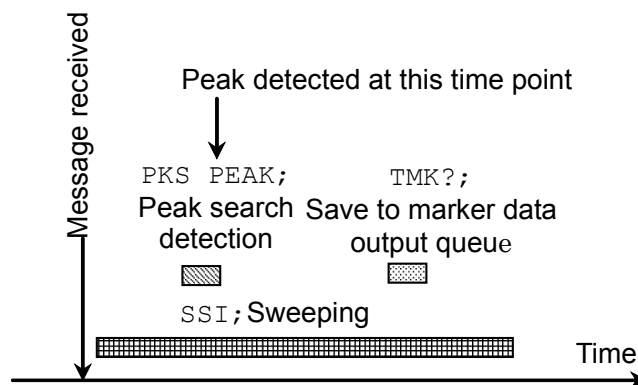 Message received
Peak detected at this time point
PKS PEAK;
Peak search
detection
TMK?;
Save to marker data
output queue
SSI; Sweeping
Time